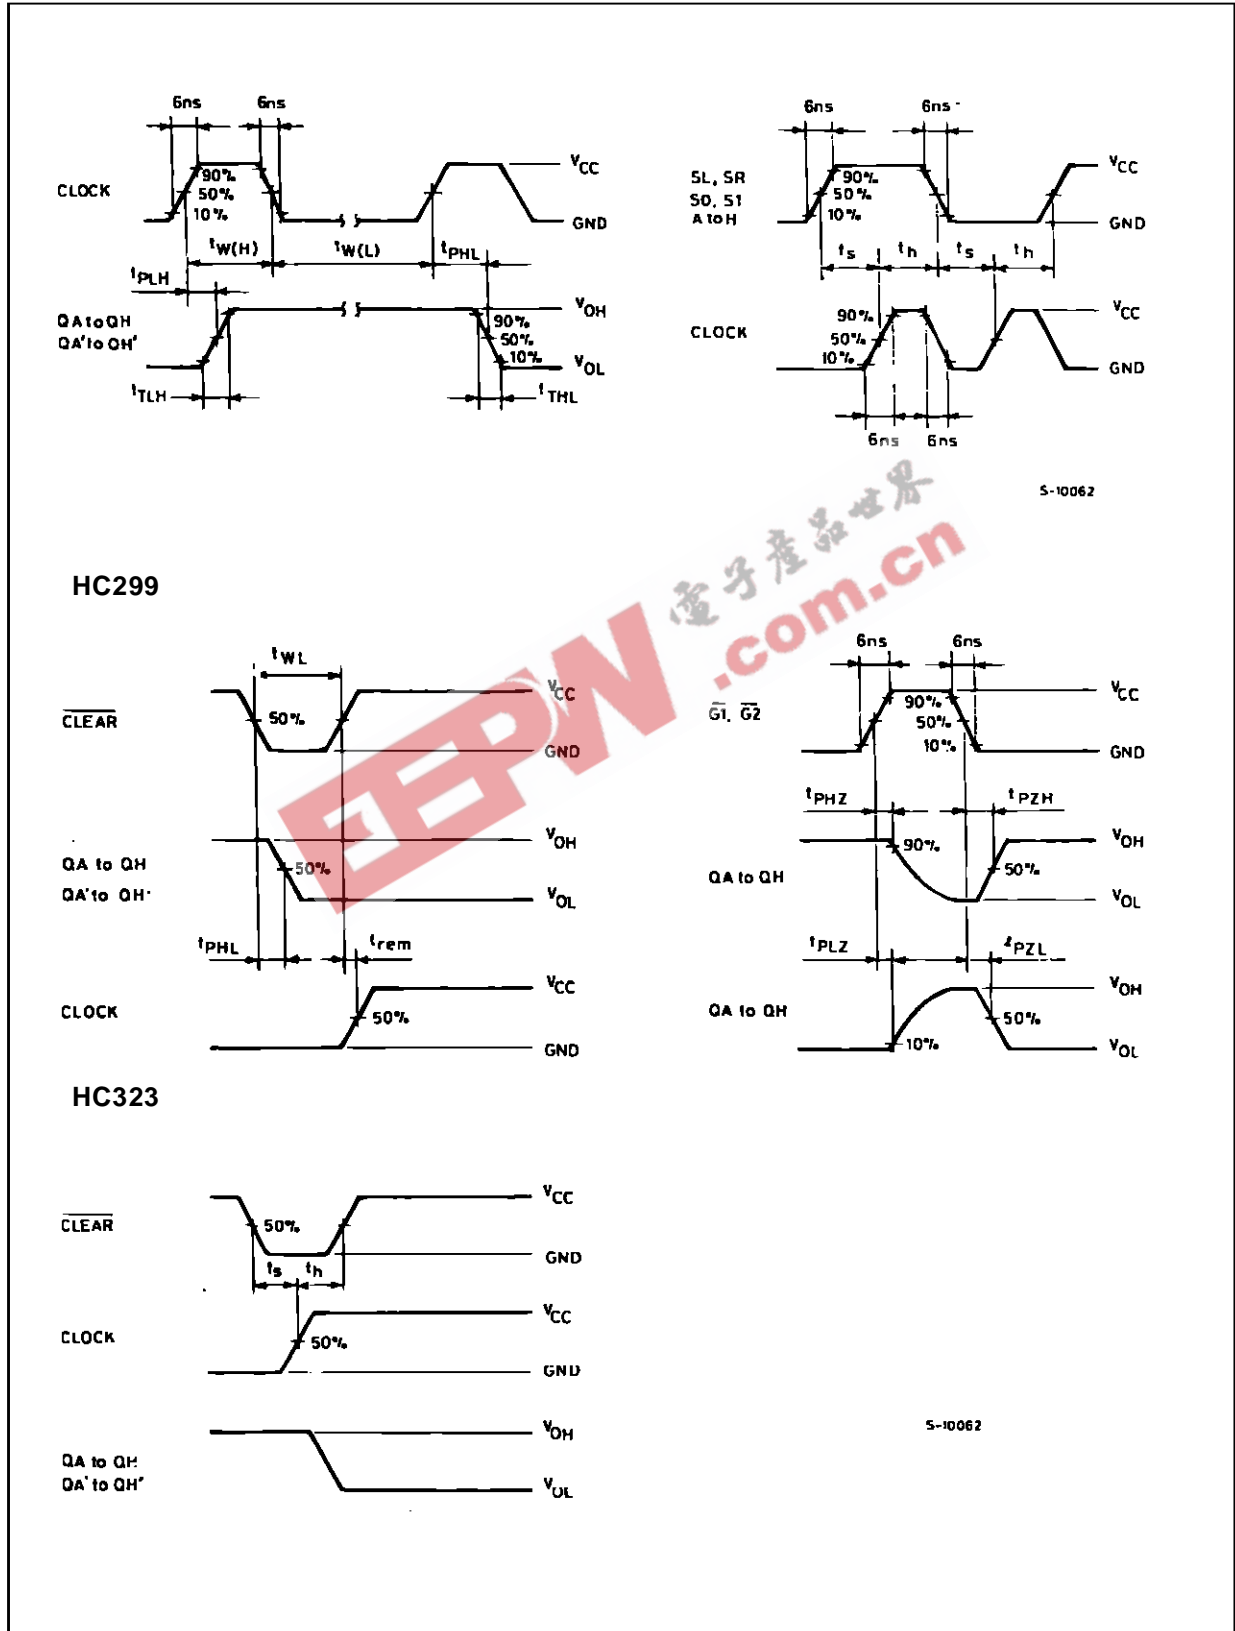 6ns 6ns
CLOCK
90%
50%
10%
VCC
GND
tW(H) tW(L) tPHL
tPLH
QA to QH
QA' to QH'
90%
50%
10%
VOH
VOL
tTLH tTHL
6ns 6ns
SL, SR
S0, S1
A to H
90%
50%
10%
VCC
GND
ts th ts th
CLOCK
90%
50%
10%
VCC
GND
6ns 6ns
S-10062
電子產品世界
.com.cn
EEPW
HC299
tWL
CLEAR
50%
VCC
GND
QA to QH
QA' to QH'
50%
VOH
VOL
tPHL trem
CLOCK
50%
VCC
GND
6ns 6ns
G1, G2
90%
50%
10%
VCC
GND
tPHZ tPZH
QA to QH
90%
50%
VOH
VOL
tPLZ tPZL
QA to QH
10%
50%
VOH
VOL
HC323
CLEAR
50%
VCC
GND
ts th
CLOCK
50%
VCC
GND
QA to QH
QA' to QH'
VOH
VOL
S-10062